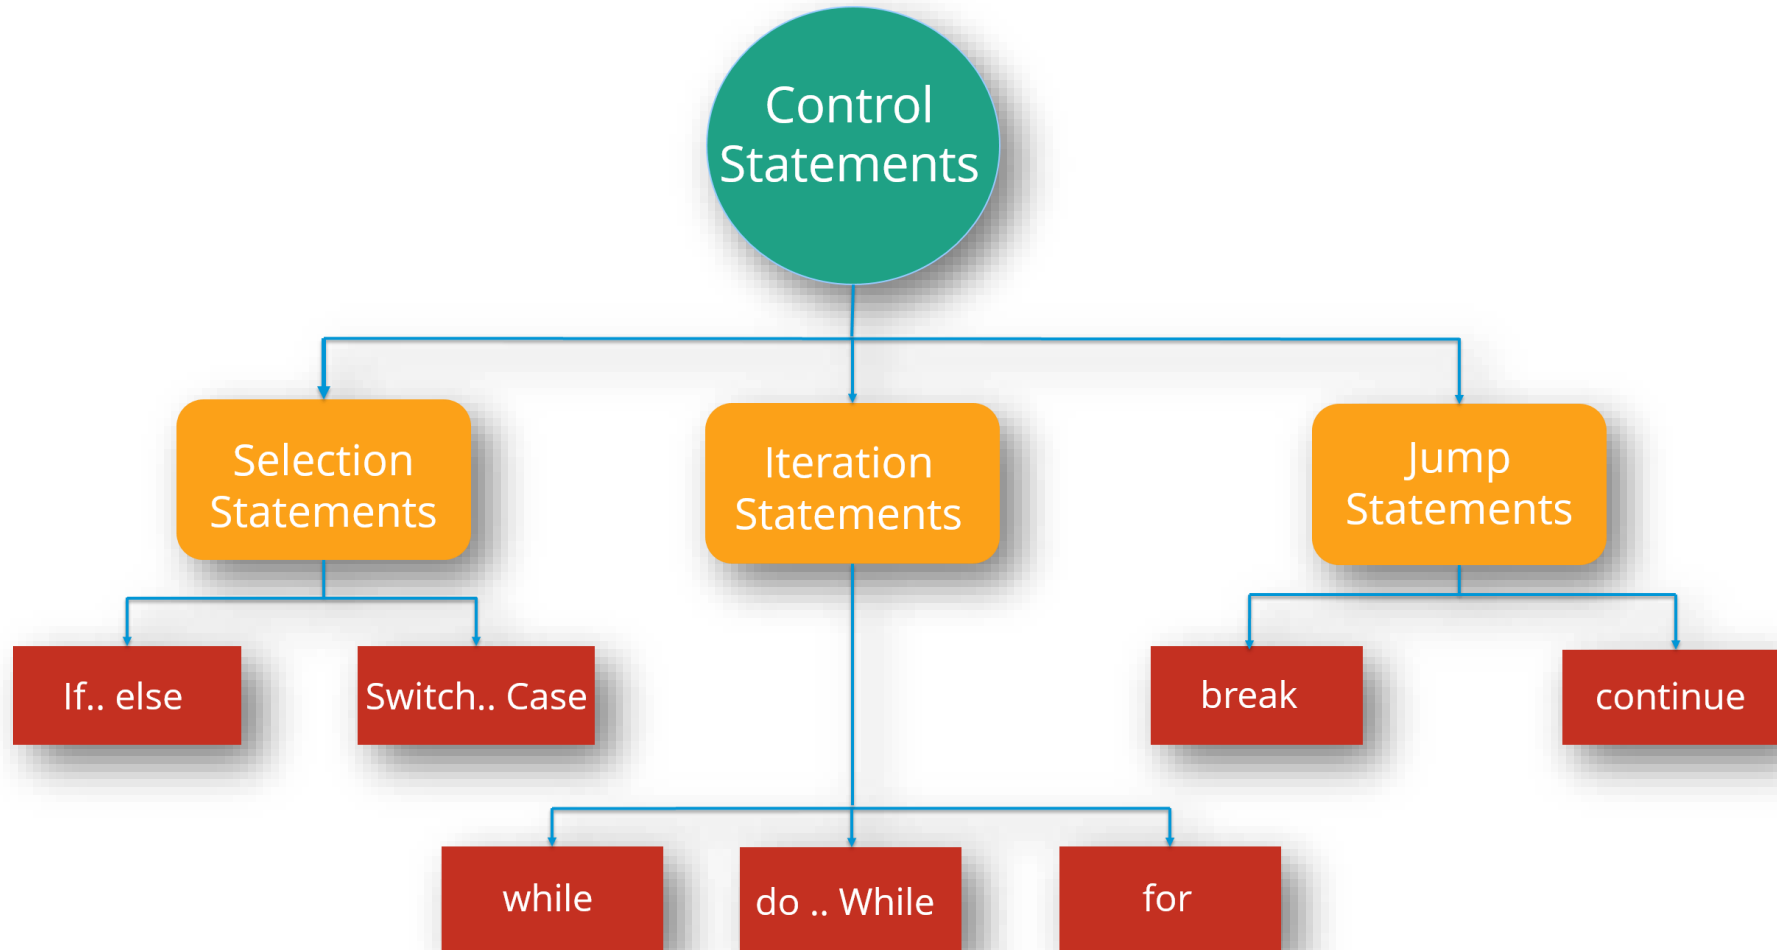 Control
Statements
Selection
Statements
Iteration
Statements
Jump
Statements
If.. else
Switch.. Case
break
continue
while
do .. While
for